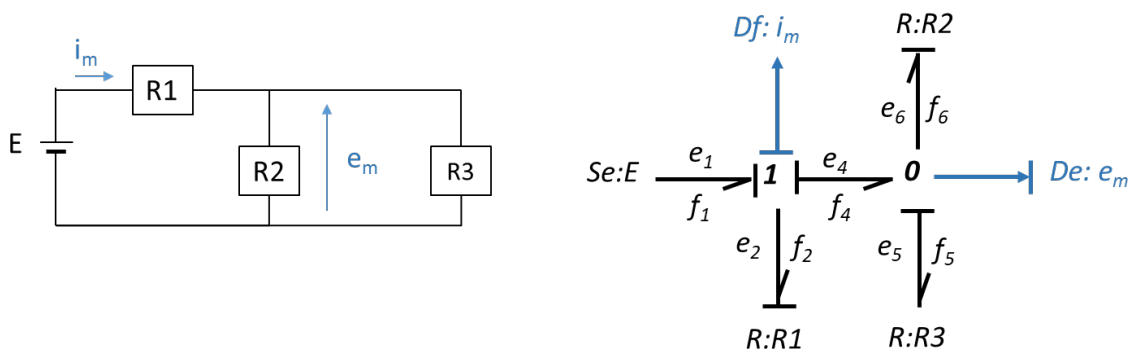 i_m
R1
E
R2
e_m
R3
Df: i_m
R:R2
e_6 f_6
Se:E
e_1
f_1
1
e_4
f_4
0
De: e_m
e_2 f_2
e_5 f_5
R:R1
R:R3